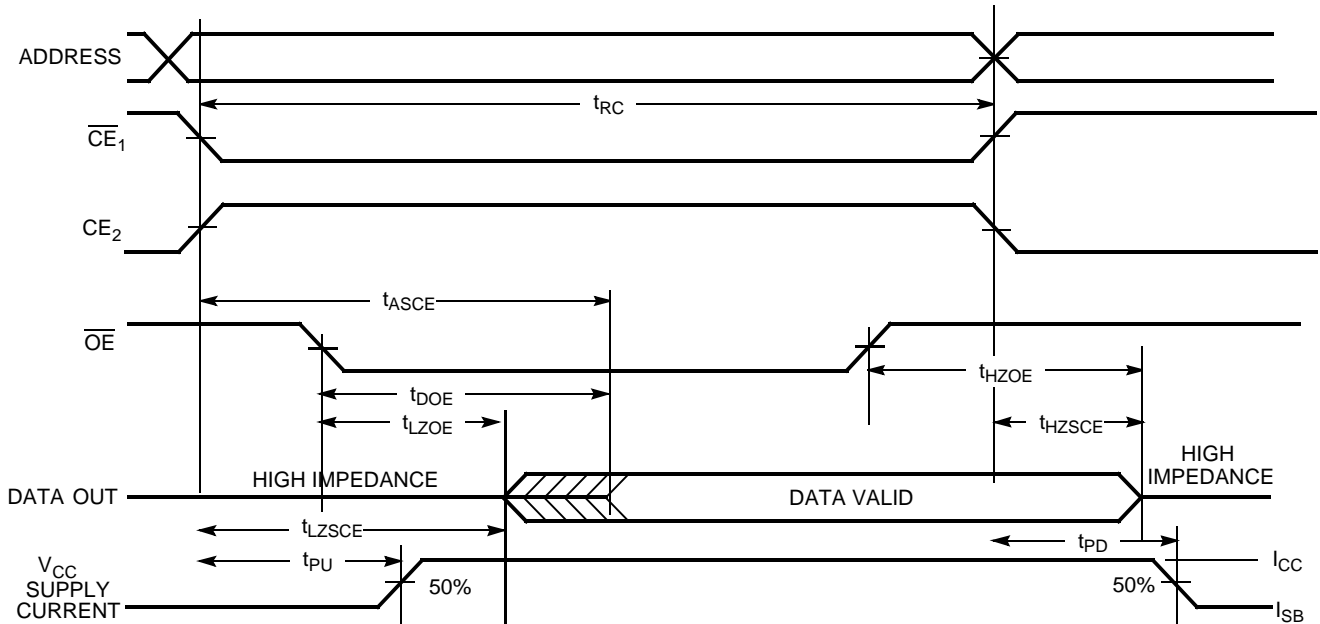 ADDRESS
tRC
CE1
CE2
tASCE
OE
tHZOE
tDOE
tLZOE
tHZSCE
HIGH
IMPEDANCE
HIGH IMPEDANCE
DATA OUT
DATA VALID
tLZSCE
tPD
tPU
VCC
SUPPLY
CURRENT
50%
50%
ICC
ISB